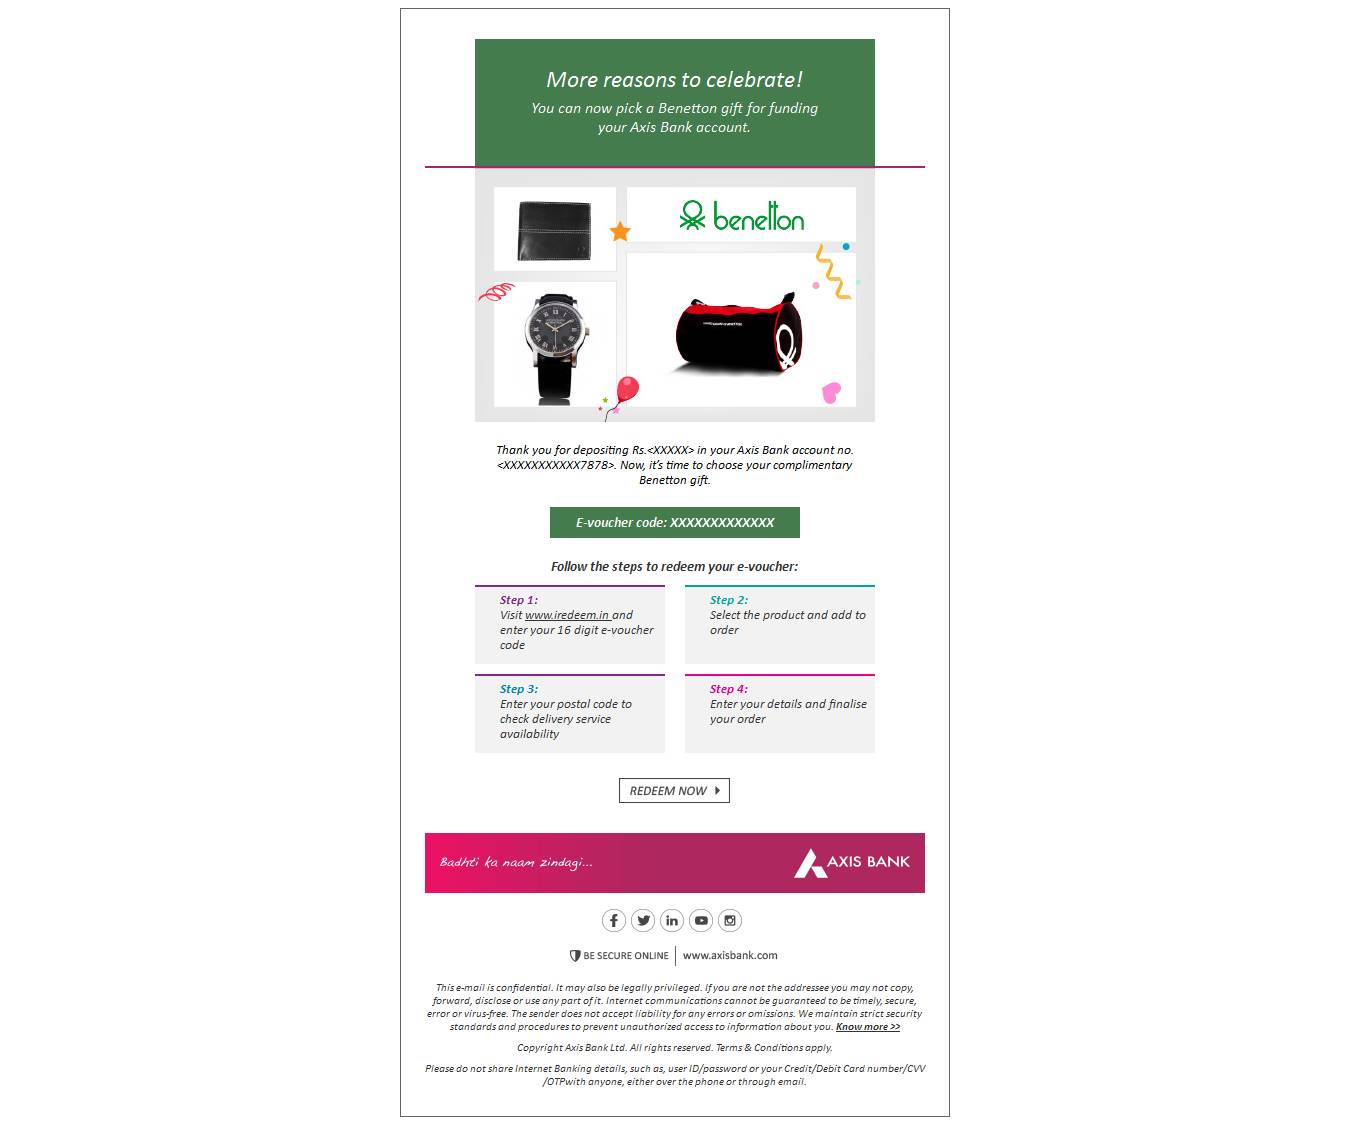 More reasons to celebrate!
You can now pick a Benetton gift for funding
your Axis Bank account.
benetton
Thank you for depositing Rs.<XXXXX> in your Axis Bank account no.
<XXXXXXXXXXX7878>. Now, it's time to choose your complimentary
Benetton gift.
E-voucher code: XXXXXXXXXXXXX
Follow the steps to redeem your e-voucher:
Step 1:
Visit www.iredeem.in and
enter your 16 digit e-voucher
code
Step 2:
Select the product and add to
order
Step 3:
Enter your postal code to
check delivery service
availability
Step 4:
Enter your details and finalise
your order
REDEEM NOW
Badhti ka naam zindagi...
AXIS BANK
BE SECURE ONLINE
www.axisbank.com
This e-mail is confidential. It may also be legally privileged. If you are not the addressee you may not copy,
forward, disclose or use any part of it. Internet communications cannot be guaranteed to be timely, secure,
error or virus-free. The sender does not accept liability for any errors or omissions. We maintain strict security
standards and procedures to prevent unauthorized access to information about you. Know more >>
Copyright Axis Bank Ltd. All rights reserved. Terms & Conditions apply.
Please do not share Internet Banking details, such as, user ID/password or your Credit/Debit Card number/CVV
/OTPwith anyone, either over the phone or through email.